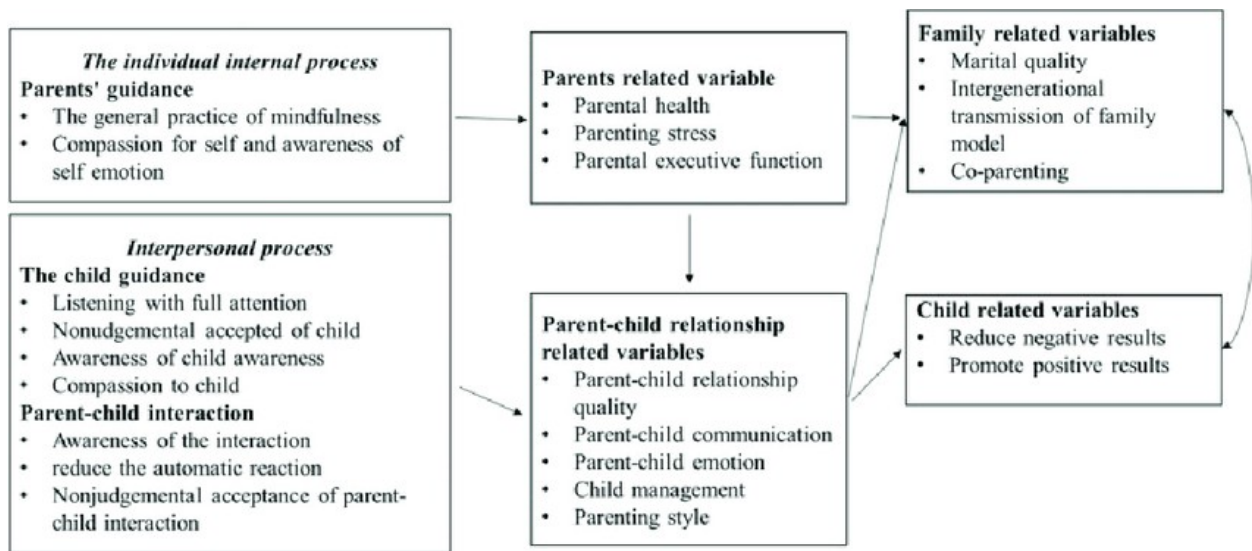 The individual internal process
Parents' guidance
• The general practice of mindfulness
• Compassion for self and awareness of
self emotion
Interpersonal process
The child guidance
• Listening with full attention
• Nonudgemental accepted of child
• Awareness of child awareness
• Compassion to child
Parent-child interaction
• Awareness of the interaction
• reduce the automatic reaction
• Nonjudgemental acceptance of parent-
child interaction
Parents related variable
• Parental health
• Parenting stress
• Parental executive function
Parent-child relationship
related variables
• Parent-child relationship
quality
• Parent-child communication
• Parent-child emotion
• Child management
• Parenting style
Family related variables
• Marital quality
• Intergenerational
transmission of family
model
• Co-parenting
Child related variables
• Reduce negative results
• Promote positive results